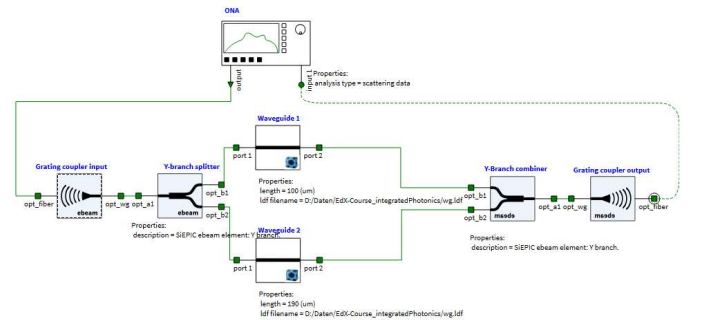 ONA
output
input 1
Properties:
analysis type = scattering data
Waveguide 1
port 1
port 2
Properties:
length = 100 (um)
ldf filename = D:/Daten/EdX-Course_integratedPhotonics/wg.ldf
Grating coupler input
opt_fiber
opt_wg
ebeam
Y-branch splitter
opt_a1
opt_b1
opt_b2
ebeam
Properties:
description = SiEPIC ebeam element: Y branch.
Waveguide 2
port 1
port 2
Properties:
length = 190 (um)
ldf filename = D:/Daten/EdX-Course_integratedPhotonics/wg.ldf
Y-Branch combiner
opt_b1
opt_b2
opt_a1
msads
Properties:
description = SiEPIC ebeam element: Y branch.
Grating coupler output
opt_wg
opt_fiber
msads